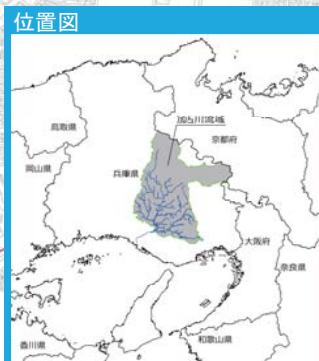 位置図
加古川流域
鳥取県
京都府
岡山県
兵庫県
大阪府
奈良県
和歌山県
香川県